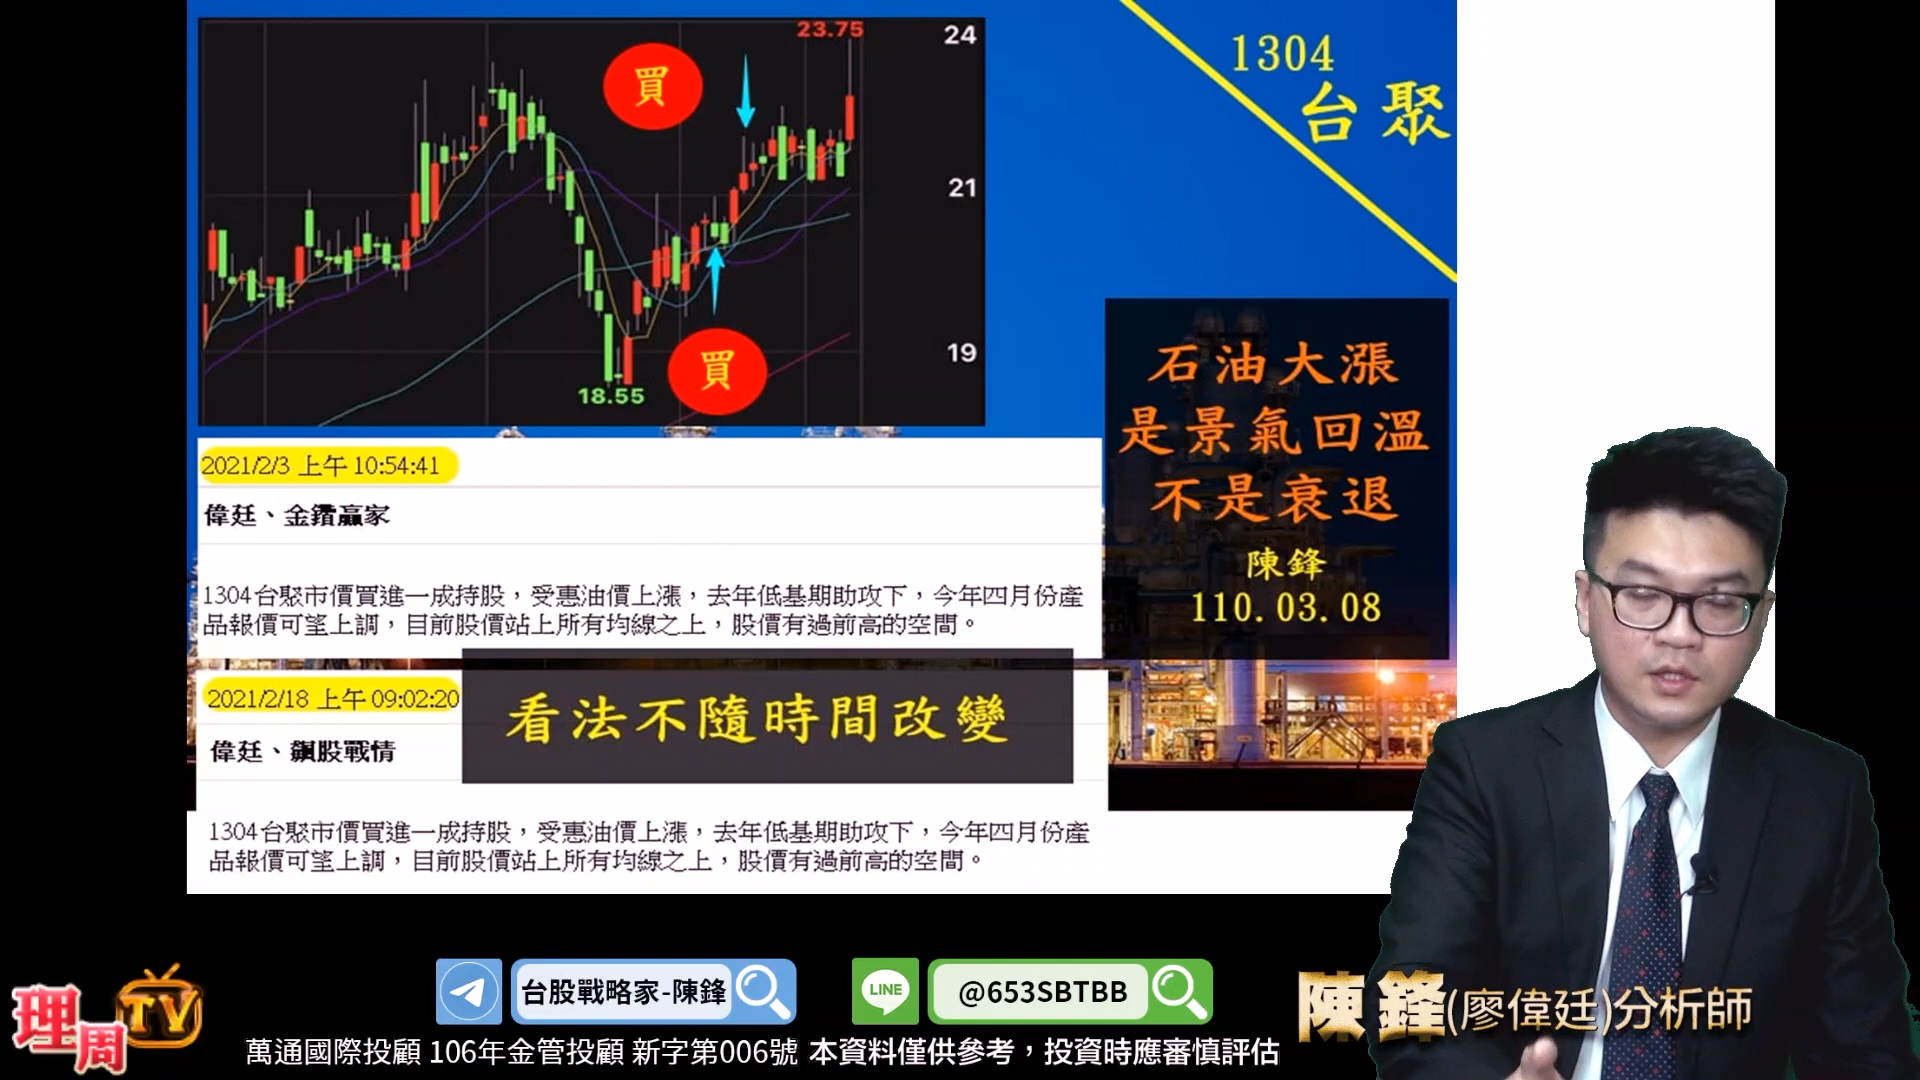 23.75
24
買
21
19
買
18.55
1304
台聚
石油大漲
是景氣回溫
不是衰退
陳鋒
110.03.08
2021/2/3 上午 10:54:41
偉廷、金鑽贏家
1304台聚市價買進一成持股，受惠油價上漲，去年低基期助攻下，今年四月份產
品報價可望上調，目前股價站上所有均線之上，股價有過前高的空間。
2021/2/18 上午 09:02:20
看法不隨時間改變
偉廷、飆股戰情
1304台聚市價買進一成持股，受惠油價上漲，去年低基期助攻下，今年四月份產
品報價可望上調，目前股價站上所有均線之上，股價有過前高的空間。
理周TV
台股戰略家-陳鋒
LINE
@653SBTBB
陳鋒(廖偉廷)分析師
萬通國際投顧 106年金管投顧 新字第006號 本資料僅供參考，投資時應審慎評估